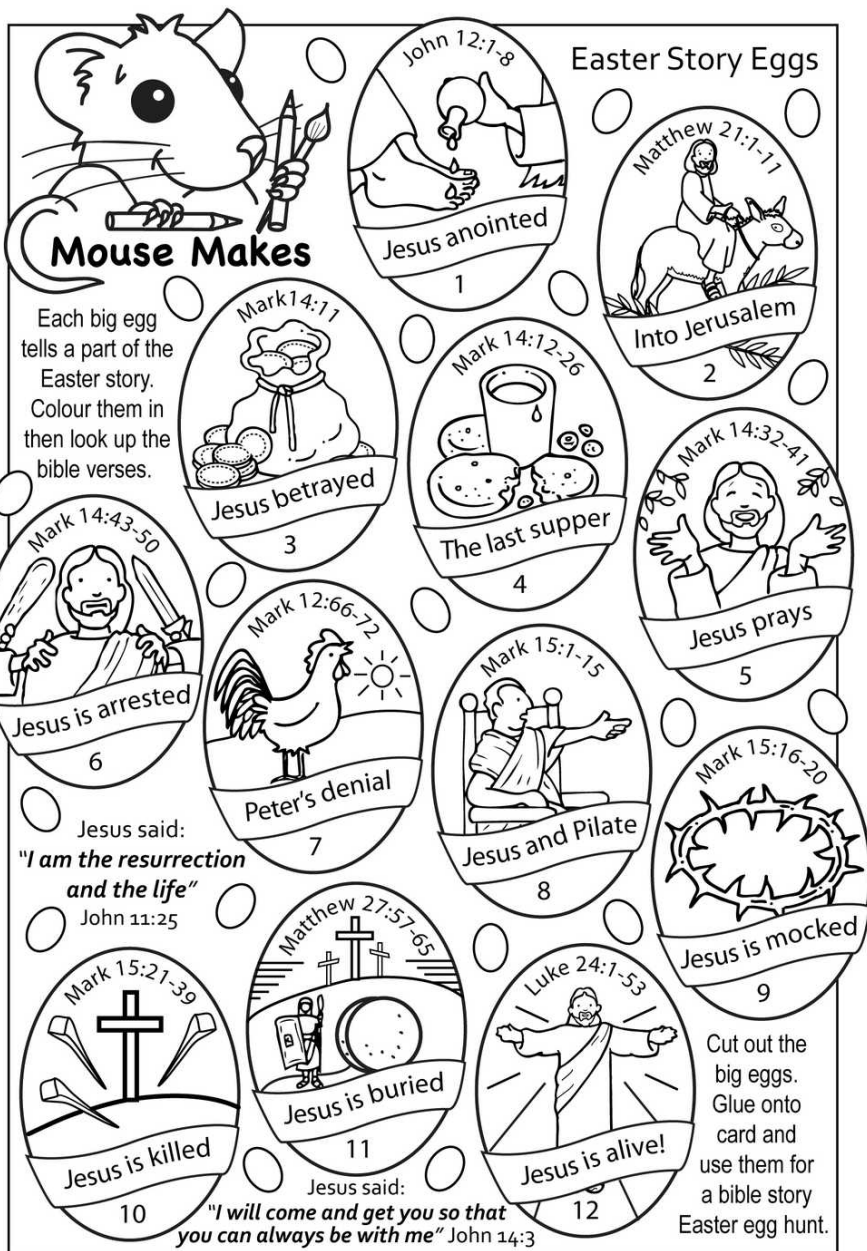 Easter Story Eggs
Mouse Makes
Each big egg
tells a part of the
Easter story.
Colour them in
then look up the
bible verses.
John 12:1-8
Jesus anointed
1
Matthew 21:1-11
Into Jerusalem
2
Mark14:11
Jesus betrayed
3
Mark 14:12-26
The last supper
4
Mark 14:32-41
Jesus prays
5
Mark 14:43-50
Jesus is arrested
6
Mark 12:66-72
Peter's denial
7
Mark 15:1-15
Jesus and Pilate
8
Mark 15:16-20
Jesus is mocked
9
Jesus said:
"I am the resurrection
and the life"
John 11:25
Mark 15:21-39
Jesus is killed
10
Matthew 27:57-65
Jesus is buried
11
Luke 24:1-53
Jesus is alive!
12
Jesus said:
"I will come and get you so that
you can always be with me" John 14:3
Cut out the
big eggs.
Glue onto
card and
use them for
a bible story
Easter egg hunt.